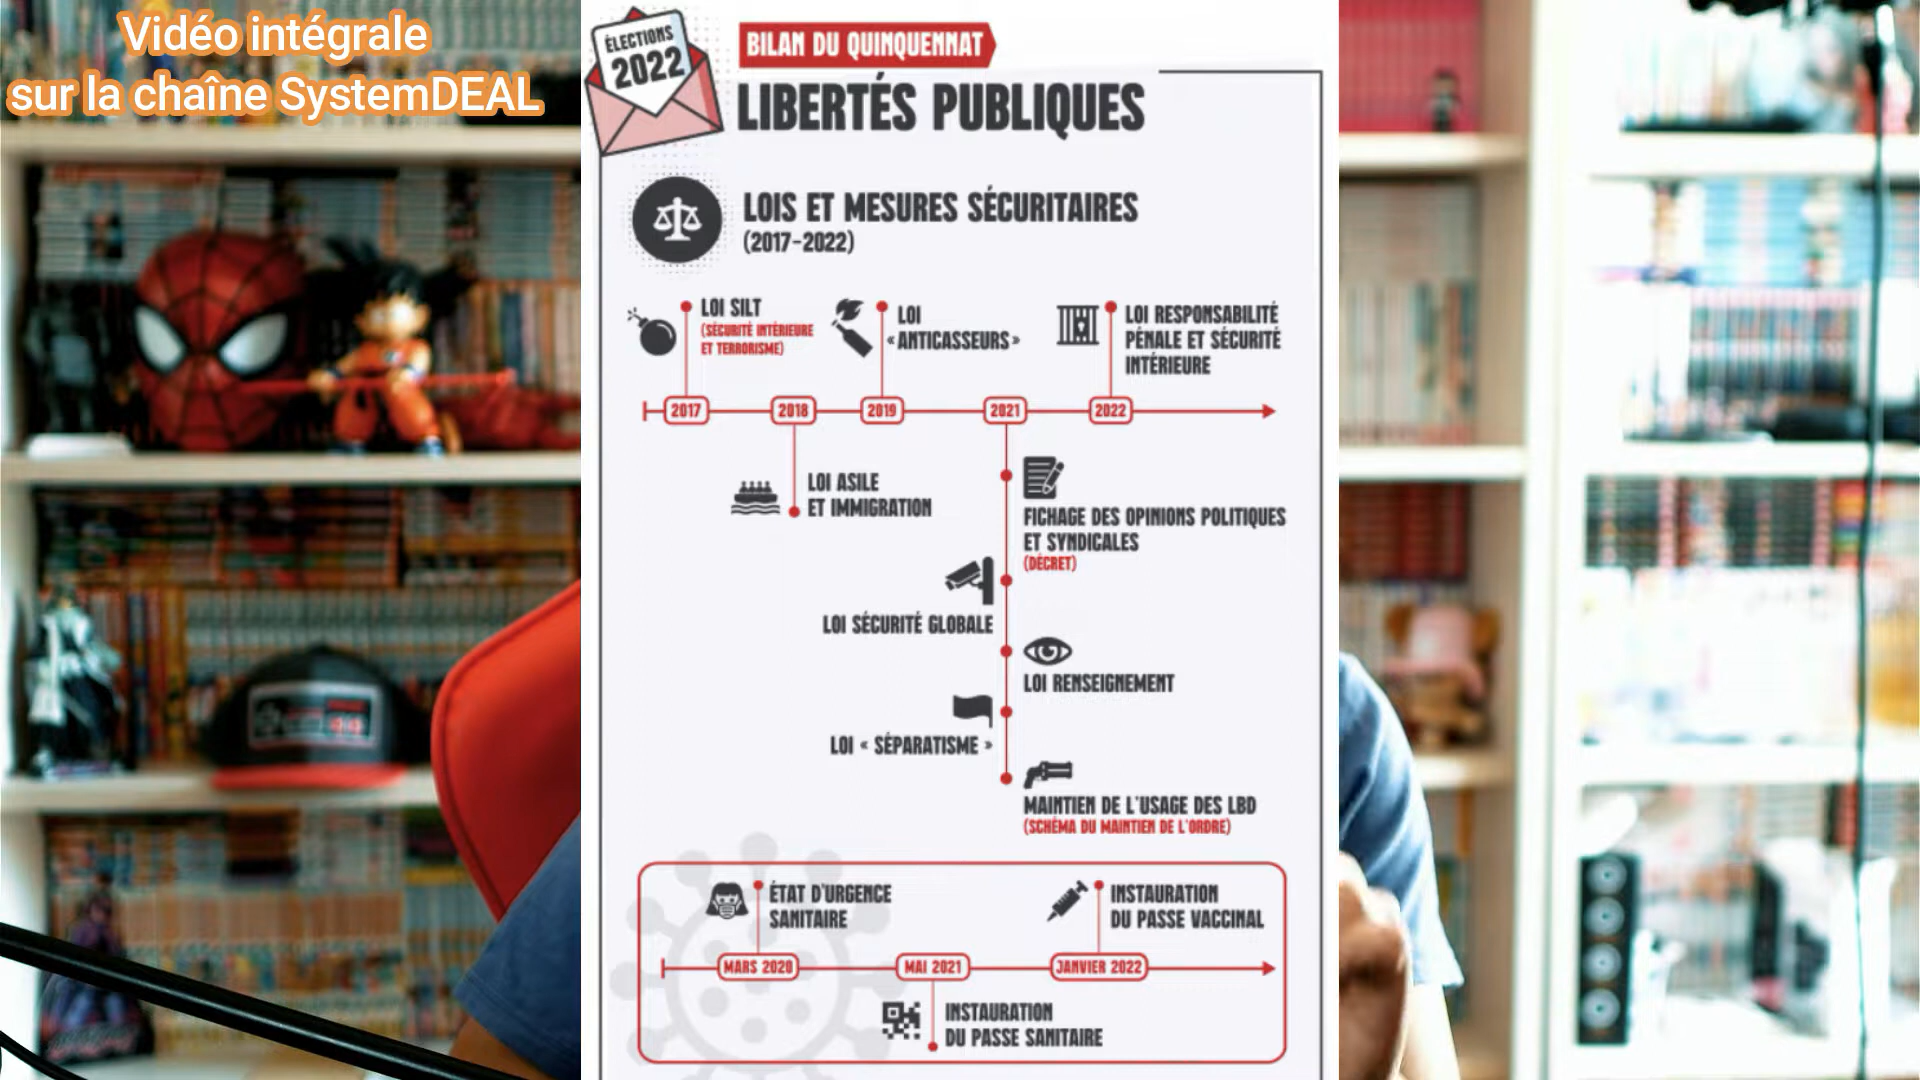 Vidéo intégrale
sur la chaîne SystemDEAL
ÉLECTIONS
2022
BILAN DU QUINQUENNAT
LIBERTÉS PUBLIQUES
LOIS ET MESURES SÉCURITAIRES
(2017-2022)
LOI SILT
(SÉCURITÉ INTÉRIEURE
ET TERRORISME)
LOI
« ANTICASSEURS »
LOI RESPONSABILITÉ
PÉNALE ET SÉCURITÉ
INTÉRIEURE
2017
2018
2019
2021
2022
LOI ASILE
ET IMMIGRATION
FICHAGE DES OPINIONS POLITIQUES
ET SYNDICALES
(DÉCRET)
LOI SÉCURITÉ GLOBALE
LOI RENSEIGNEMENT
LOI « SÉPARATISME »
MAINTIEN DE L'USAGE DES LBD
(SCHÉMA DU MAINTIEN DE L'ORDRE)
ÉTAT D'URGENCE
SANITAIRE
INSTAURATION
DU PASSE VACCINAL
MARS 2020
MAI 2021
JANVIER 2022
INSTAURATION
DU PASSE SANITAIRE